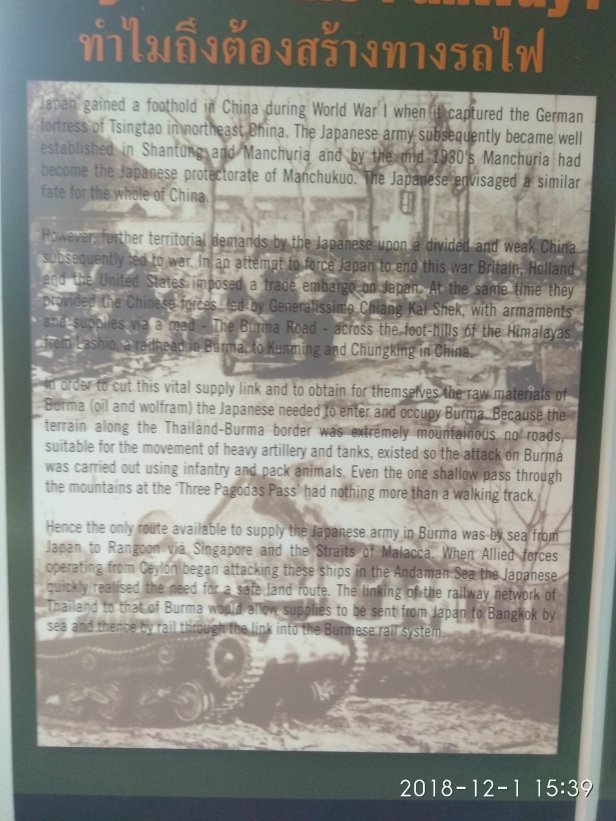 Railway?
ทำไมถึงต้องสร้างทางรถไฟ
Japan gained a foothold in China during World War I when it captured the German
fortress of Tsingtao in northeast China. The Japanese army subsequently became well
established in Shantung and Manchuria and by the mid 1930's Manchuria had
become the Japanese protectorate of Manchukuo. The Japanese envisaged a similar
fate for the whole of China.
However, further territorial demands by the Japanese upon a divided and weak China
subsequently led to war. In an attempt to force Japan to end this war Britain, Holland
and the United States imposed a trade embargo on Japan. At the same time they
provided the Chinese forces, led by Generalissimo Chiang Kai Shek, with armaments
and supplies via a road - The Burma Road - across the foot-hills of the Himalayas
from Lashio, a railhead in Burma, to Kunming and Chungking in China.
In order to cut this vital supply link and to obtain for themselves the raw materials of
Burma (oil and wolfram) the Japanese needed to enter and occupy Burma. Because the
terrain along the Thailand-Burma border was extremely mountainous no roads,
suitable for the movement of heavy artillery and tanks, existed so the attack on Burma
was carried out using infantry and pack animals. Even the one shallow pass through
the mountains at the 'Three Pagodas Pass' had nothing more than a walking track.
Hence the only route available to supply the Japanese army in Burma was by sea from
Japan to Rangoon via Singapore and the Straits of Malacca. When Allied forces
operating from Ceylon began attacking these ships in the Andaman Sea the Japanese
quickly realised the need for a safe land route. The linking of the railway network of
Thailand to that of Burma would allow supplies to be sent from Japan to Bangkok by
sea and thence by rail through the link into the Burmese rail system.
2018-12-1 15:39